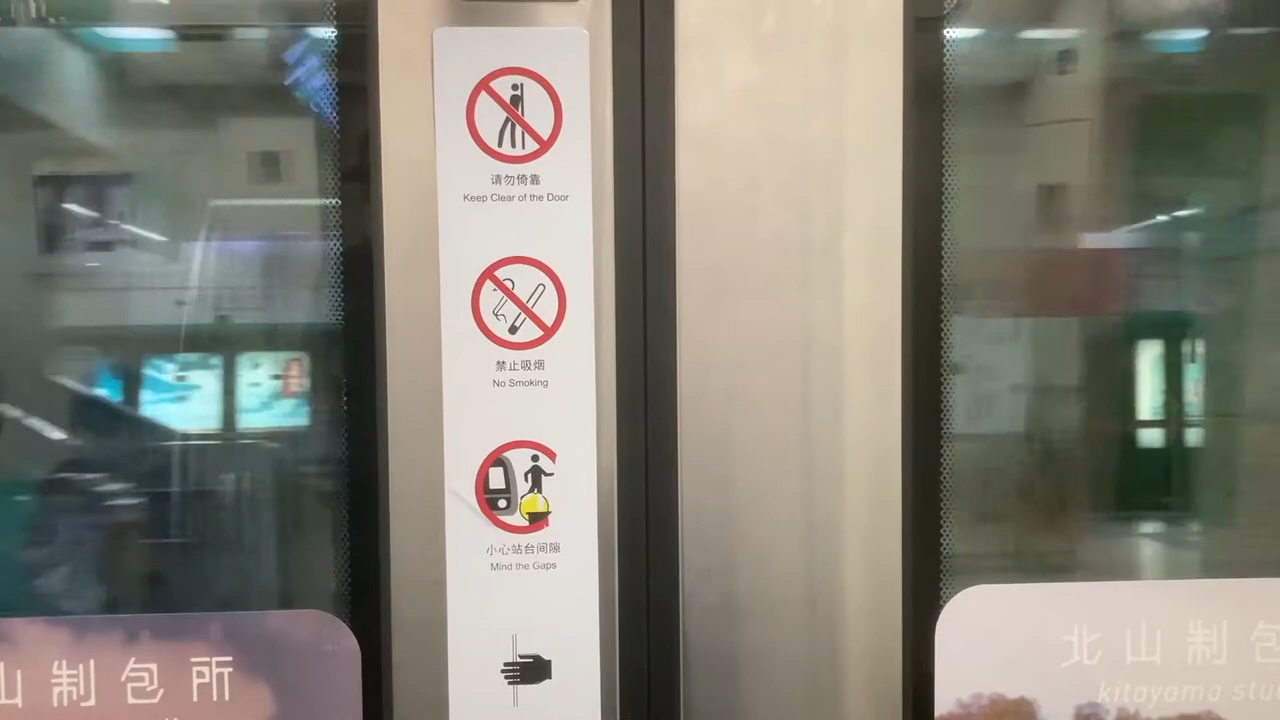 请勿倚靠
Keep Clear of the Door
禁止吸烟
No Smoking
小心站台间隙
Mind the Gaps
山制包所
北山制包
kitayama stu